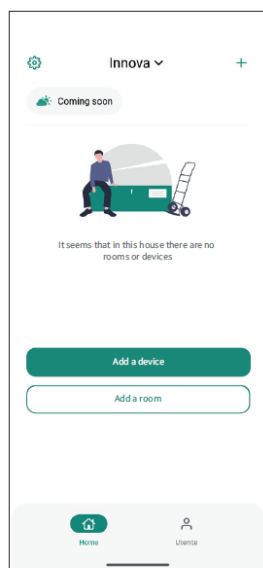 Innova
Coming soon
It seems that in this house there are no
rooms or devices
Add a device
Add a room
Home
Utente